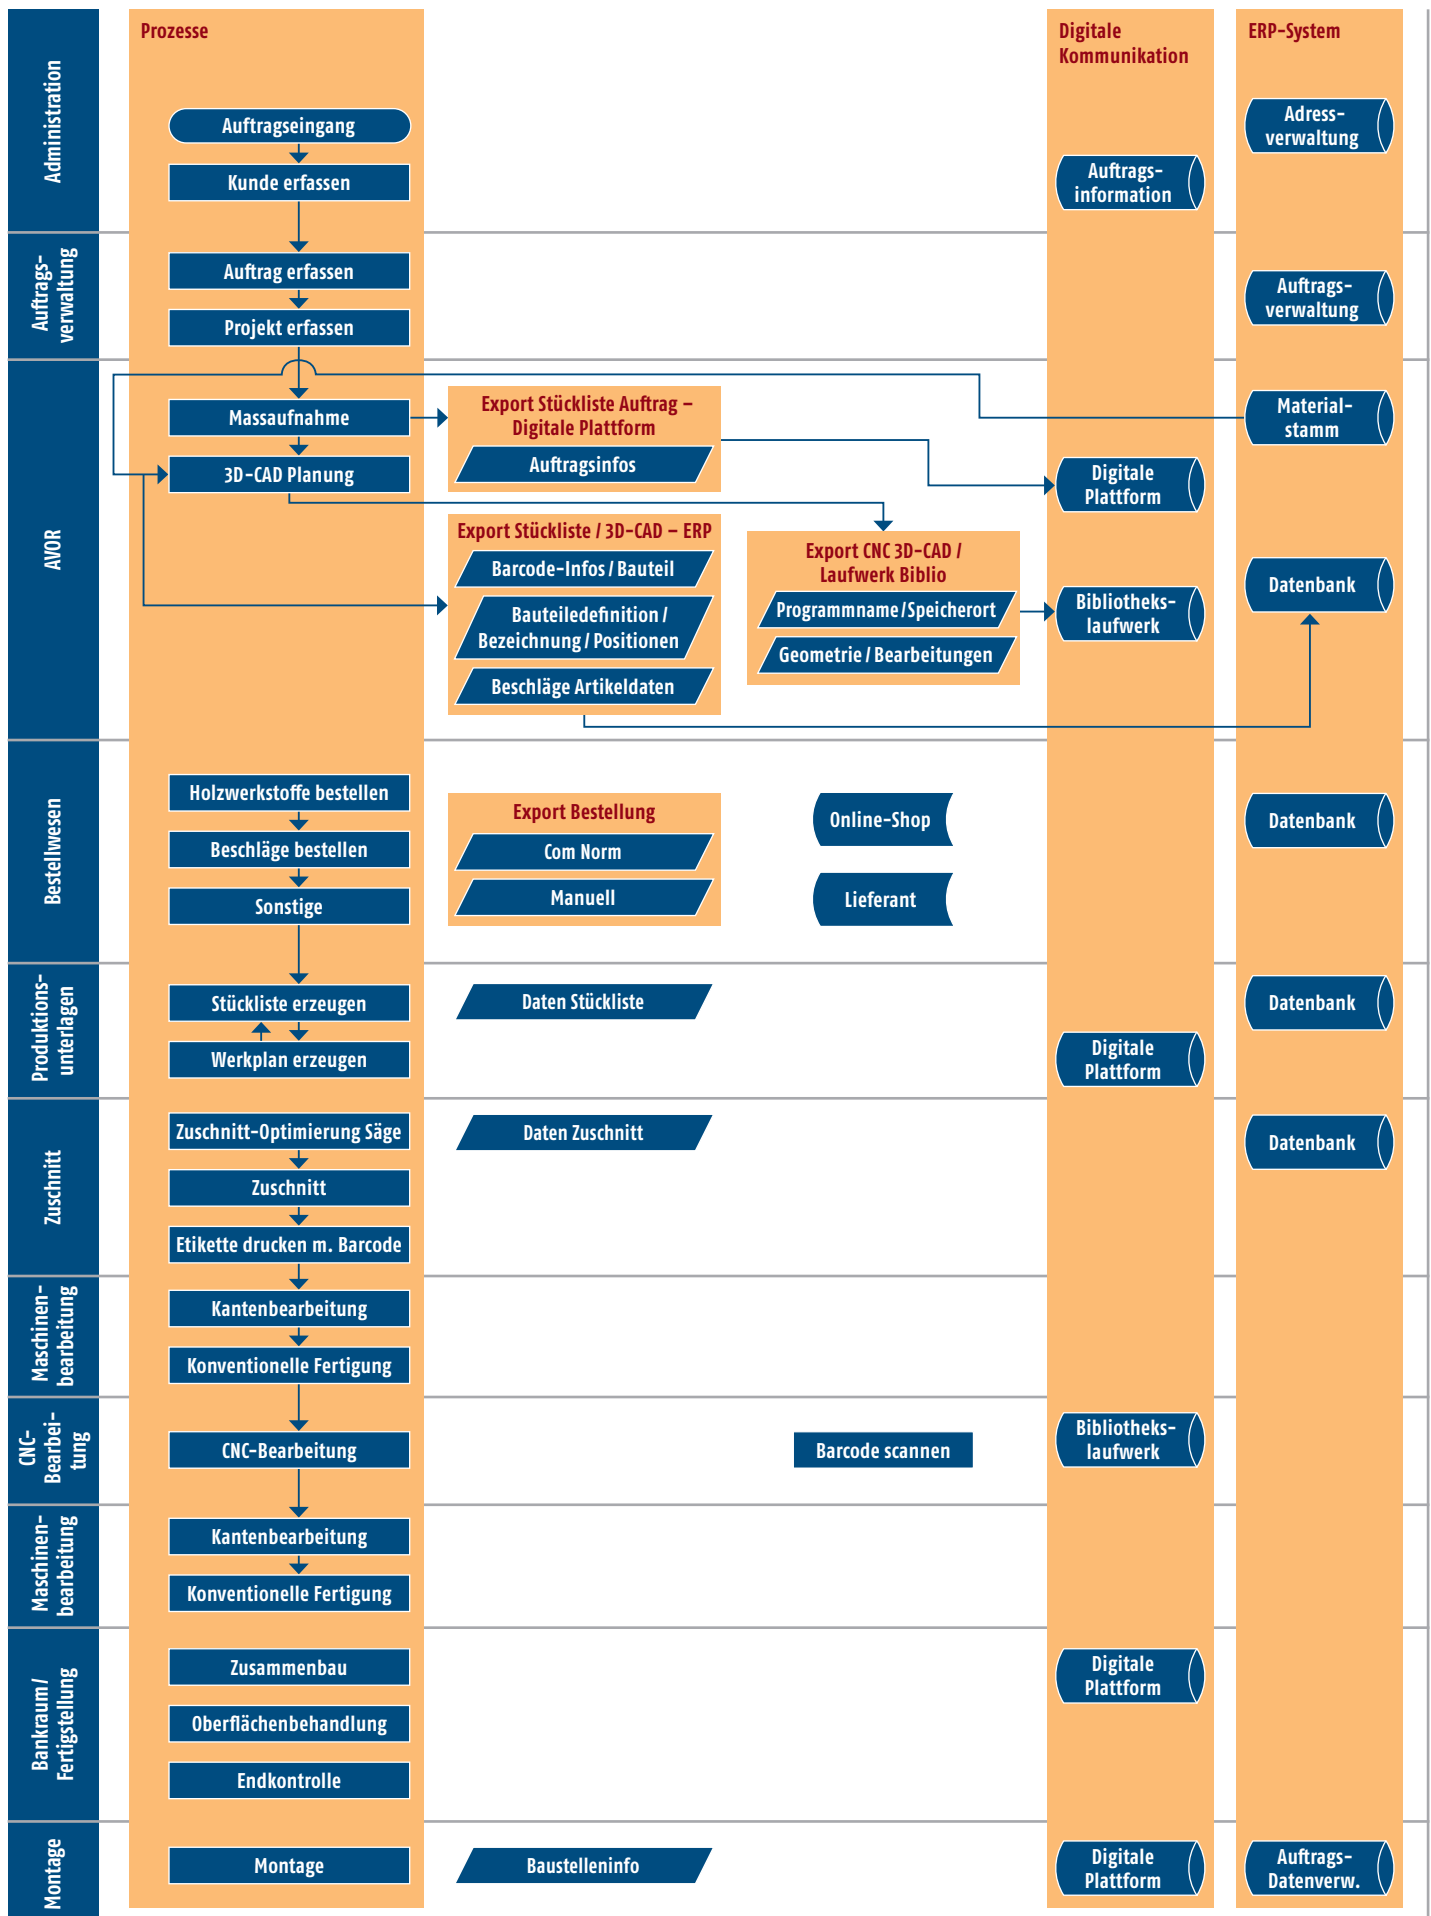 Prozesse
Digitale
Kommunikation
ERP-System
Administration
Auftragseingang
Kunde erfassen
Auftrags-
information
Adress-
verwaltung
Auftrags-
verwaltung
Auftrag erfassen
Projekt erfassen
Auftrags-
verwaltung
AVOR
Massaufnahme
3D-CAD Planung
Export Stückliste Auftrag –
Digitale Plattform
Auftragsinfos
Export Stückliste / 3D-CAD – ERP
Barcode-Infos / Bauteil
Bauteiledefinition /
Bezeichnung / Positionen
Beschläge Artikeldaten
Export CNC 3D-CAD /
Laufwerk Biblio
Programmname / Speicherort
Geometrie / Bearbeitungen
Digitale
Plattform
Bibliotheks-
laufwerk
Material-
stamm
Datenbank
Bestellwesen
Holzwerkstoffe bestellen
Beschläge bestellen
Sonstige
Export Bestellung
Com Norm
Manuell
Online-Shop
Lieferant
Datenbank
Produktions-
unterlagen
Stückliste erzeugen
Werkplan erzeugen
Daten Stückliste
Digitale
Plattform
Datenbank
Zuschnitt
Zuschnitt-Optimierung Säge
Zuschnitt
Etikette drucken m. Barcode
Daten Zuschnitt
Datenbank
Maschinen-
bearbeitung
Kantenbearbeitung
Konventionelle Fertigung
CNC-
Bearbei-
tung
CNC-Bearbeitung
Barcode scannen
Bibliotheks-
laufwerk
Maschinen-
bearbeitung
Kantenbearbeitung
Konventionelle Fertigung
Bankraum /
Fertigstellung
Zusammenbau
Oberflächenbehandlung
Endkontrolle
Digitale
Plattform
Montage
Montage
Baustelleninfo
Digitale
Plattform
Auftrags-
Datenverw.